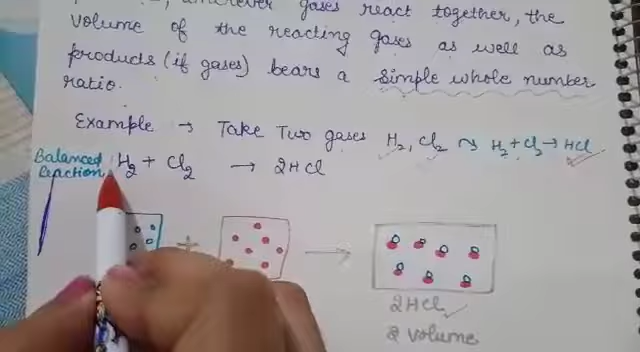 wherever gases react together, the
volume of the reacting gases as well as
products (if gases) bears a simple whole number
ratio.
Example → Take Two gases H₂, Cl₂ ↝ H₂ + Cl₂ → HCl
Balanced Reaction H₂ + Cl₂ → 2HCl
+ →
2HCl
2 volume